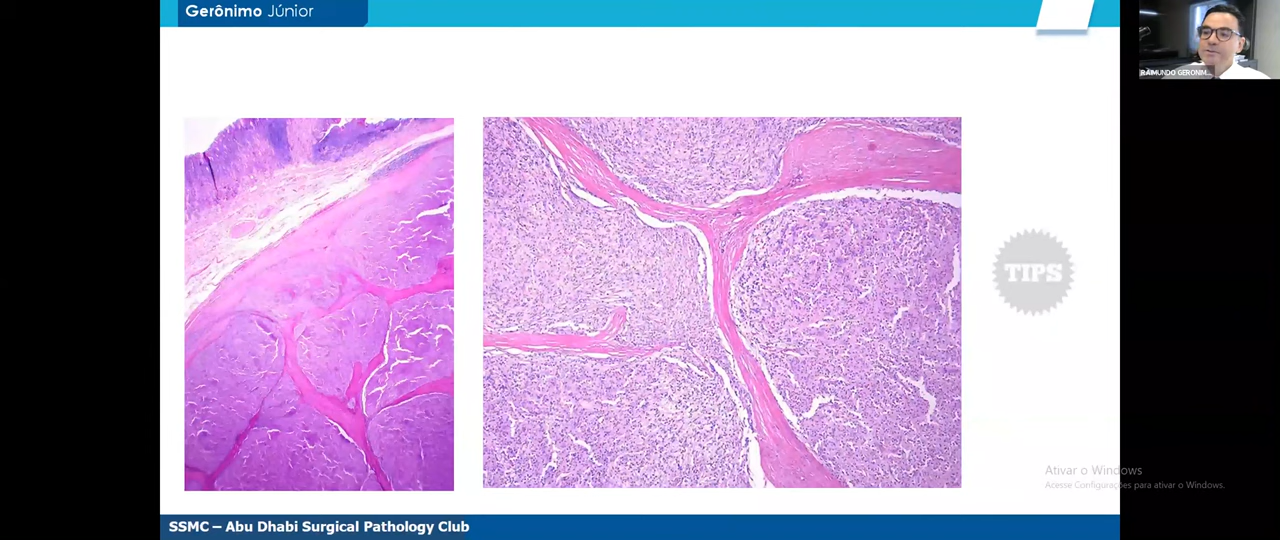 Gerônimo Júnior
RAIMUNDO GERONIM...
TIPS
Ativar o Windows
Acesse Configurações para ativar o Windows.
SSMC – Abu Dhabi Surgical Pathology Club